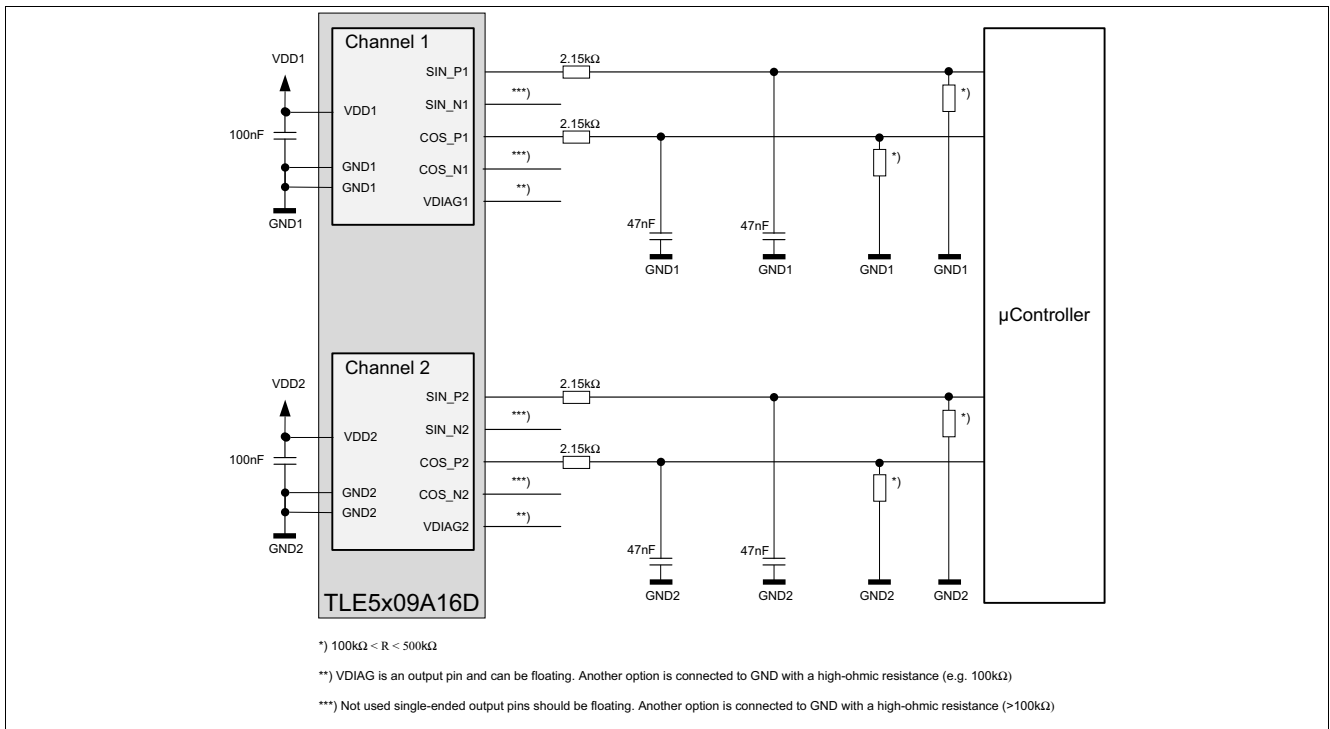 Channel 1
VDD1
VDD1
100nF
GND1
GND1
GND1
SIN_P1
SIN_N1
COS_P1
COS_N1
VDIAG1
2.15kΩ
***)
2.15kΩ
***)
**)
*)
*)
47nF
47nF
GND1
GND1
GND1
GND1
µController
Channel 2
VDD2
VDD2
100nF
GND2
GND2
GND2
SIN_P2
SIN_N2
COS_P2
COS_N2
VDIAG2
2.15kΩ
***)
2.15kΩ
***)
**)
*)
*)
47nF
47nF
GND2
GND2
GND2
GND2
TLE5x09A16D
*) 100kΩ < R < 500kΩ
**) VDIAG is an output pin and can be floating. Another option is connected to GND with a high-ohmic resistance (e.g. 100kΩ)
***) Not used single-ended output pins should be floating. Another option is connected to GND with a high-ohmic resistance (>100kΩ)